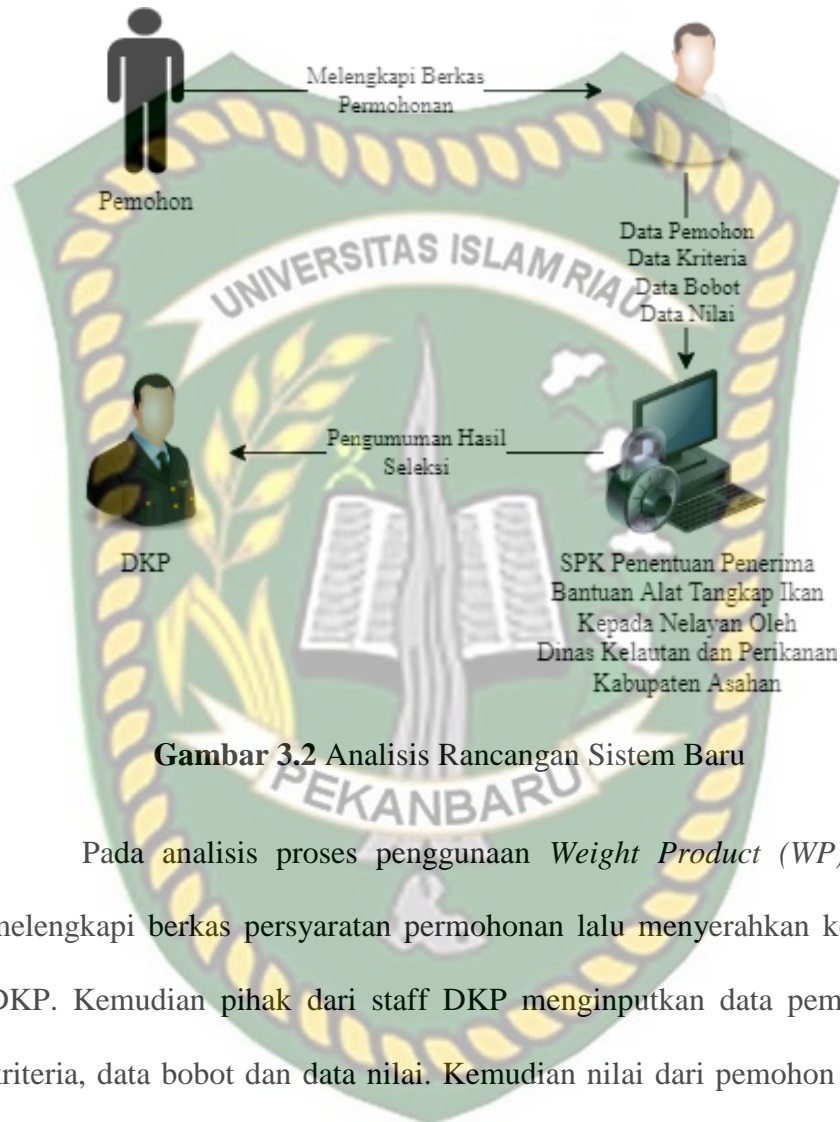 Melengkapi Berkas
Permohonan
Pemohon
Data Pemohon
Data Kriteria
Data Bobot
Data Nilai
UNIVERSITAS ISLAM RIAU
Pengumuman Hasil
Seleksi
DKP
SPK Penentuan Penerima
Bantuan Alat Tangkap Ikan
Kepada Nelayan Oleh
Dinas Kelautan dan Perikanan
Kabupaten Asahan
Gambar 3.2 Analisis Rancangan Sistem Baru
PEKANBARU
Pada analisis proses penggunaan Weight Product (WP)
melengkapi berkas persyaratan permohonan lalu menyerahkan
DKP. Kemudian pihak dari staff DKP menginputkan data
kriteria, data bobot dan data nilai. Kemudian nilai dari pemohon